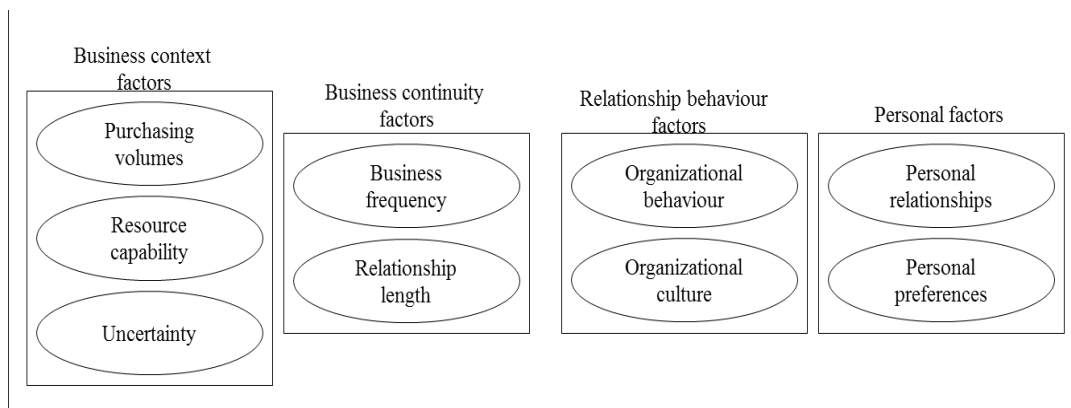 Business context
factors
Purchasing
volumes
Resource
capability
Uncertainty
Business continuity
factors
Business
frequency
Relationship
length
Relationship behaviour
factors
Organizational
behaviour
Organizational
culture
Personal factors
Personal
relationships
Personal
preferences